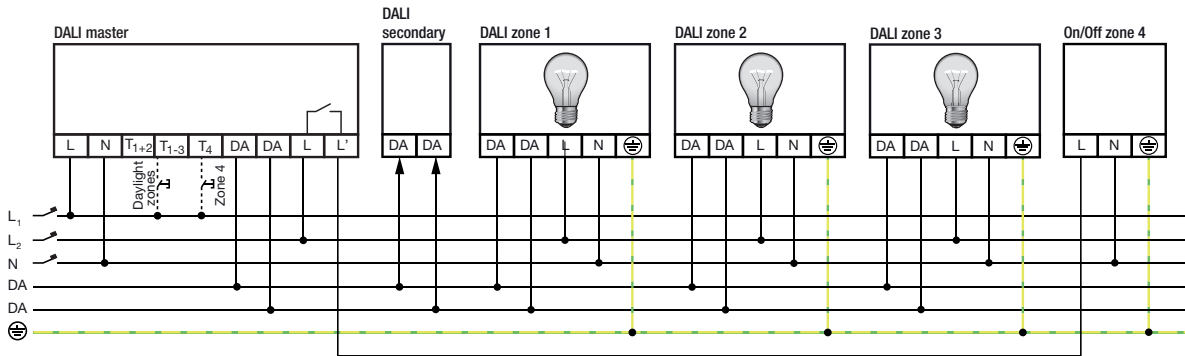 DALI master
DALI
secondary
DALI zone 1
DALI zone 2
DALI zone 3
On/Off zone 4
L N T1+2 T1-3 T4 DA DA L L'
DA DA
DA DA L N
DA DA L N
DA DA L N
L N
Daylight
zones
Zone 4
L1
L2
N
DA
DA